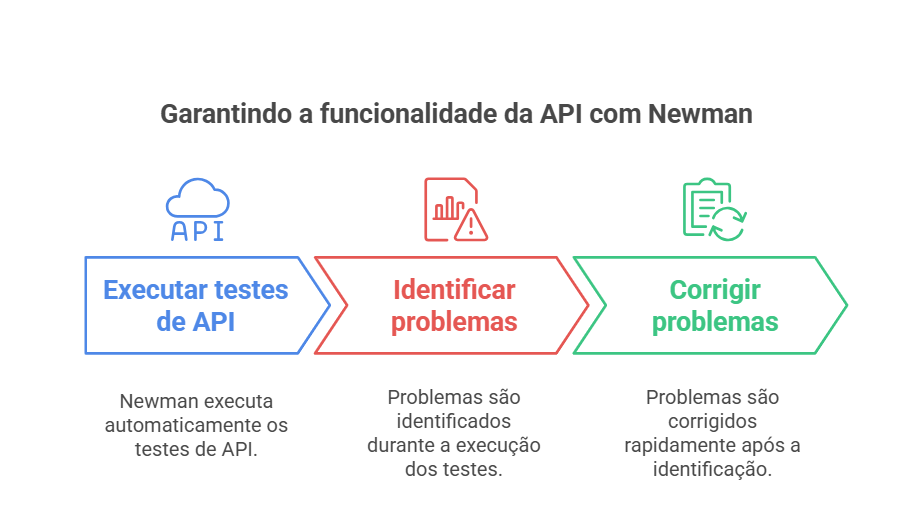 Garantindo a funcionalidade da API com Newman
API
Executar testes
de API
Identificar
problemas
Corrigir
problemas
Newman executa
automaticamente os
testes de API.
Problemas são
identificados
durante a execução
dos testes.
Problemas são
corrigidos
rapidamente após a
identificação.